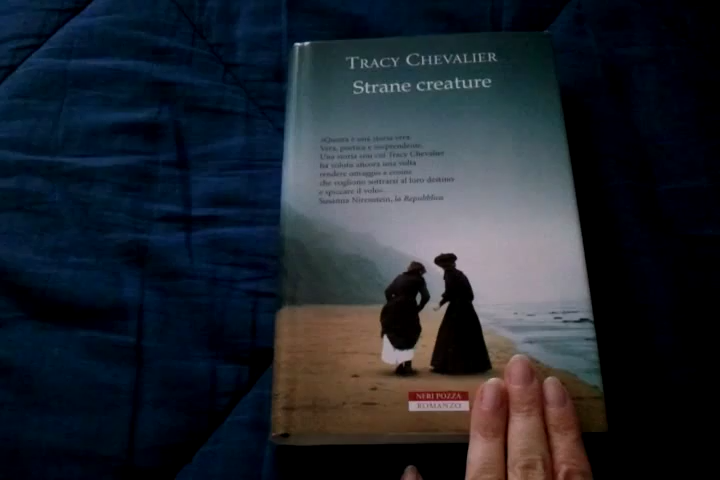 TRACY CHEVALIER
Strane creature
«Questa è una storia vera.
Vera, poetica e sorprendente.
Una storia con cui Tracy Chevalier
ha voluto ancora una volta
rendere omaggio a donne
che vogliono sottrarsi al loro destino
e spiccare il volo».
Susanna Nirenstein, la Repubblica
NERI POZZA
ROMANZO